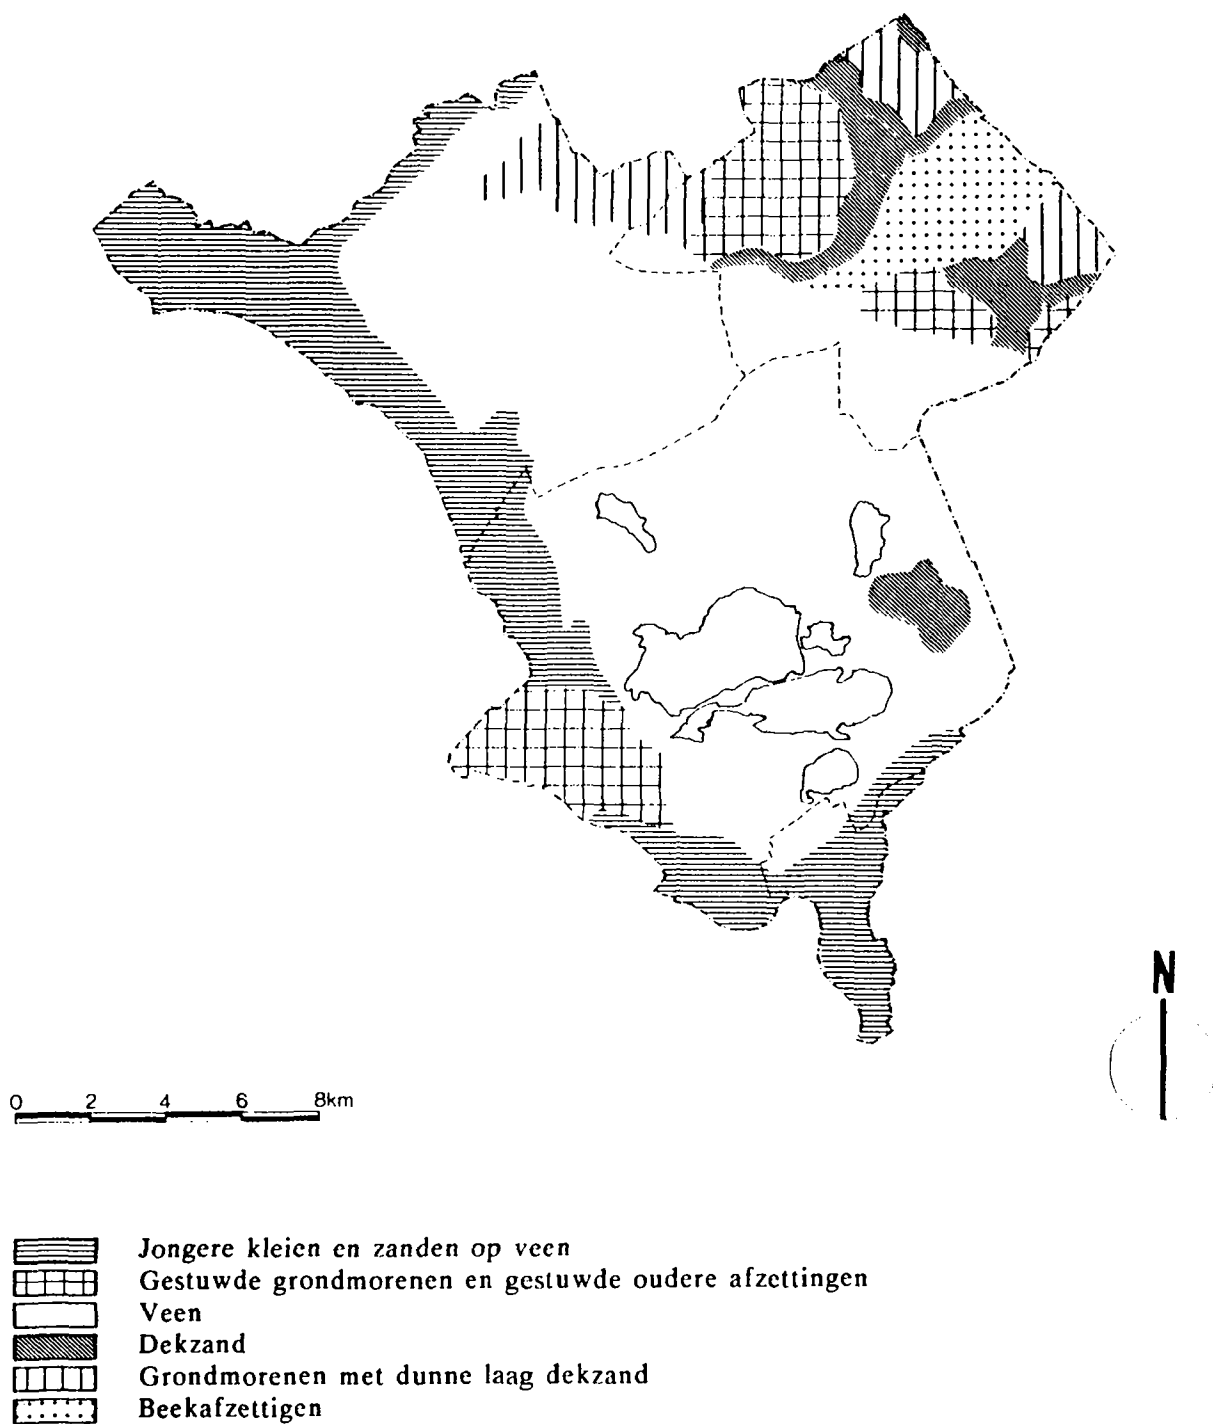 N
0 2 4 6 8km
Jongere kleien en zanden op veen
Gestuwde grondmorenen en gestuwde oudere afzettingen
Veen
Dekzand
Grondmorenen met dunne laag dekzand
Beekafzettigen